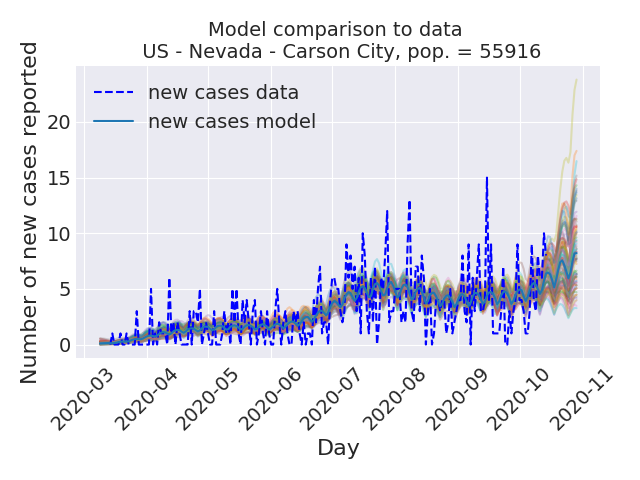 Model comparison to data
US - Nevada - Carson City, pop. = 55916
Number of new cases reported
new cases data
new cases model
20
15
10
5
0
2020-03
2020-04
2020-05
2020-06
2020-07
2020-08
2020-09
2020-10
2020-11
Day